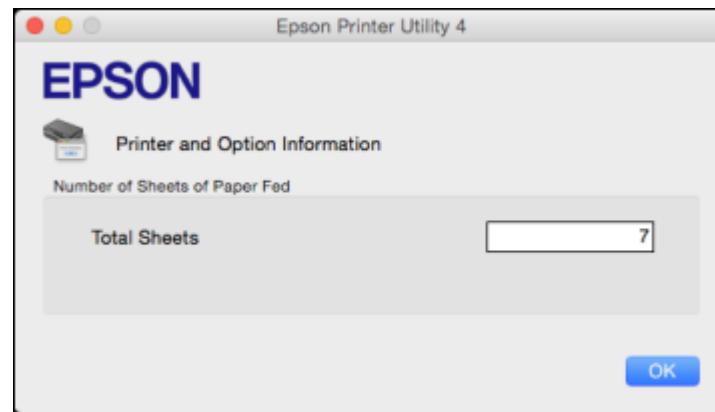 Epson Printer Utility 4
EPSON
Printer and Option Information
Number of Sheets of Paper Fed
Total Sheets 7
OK